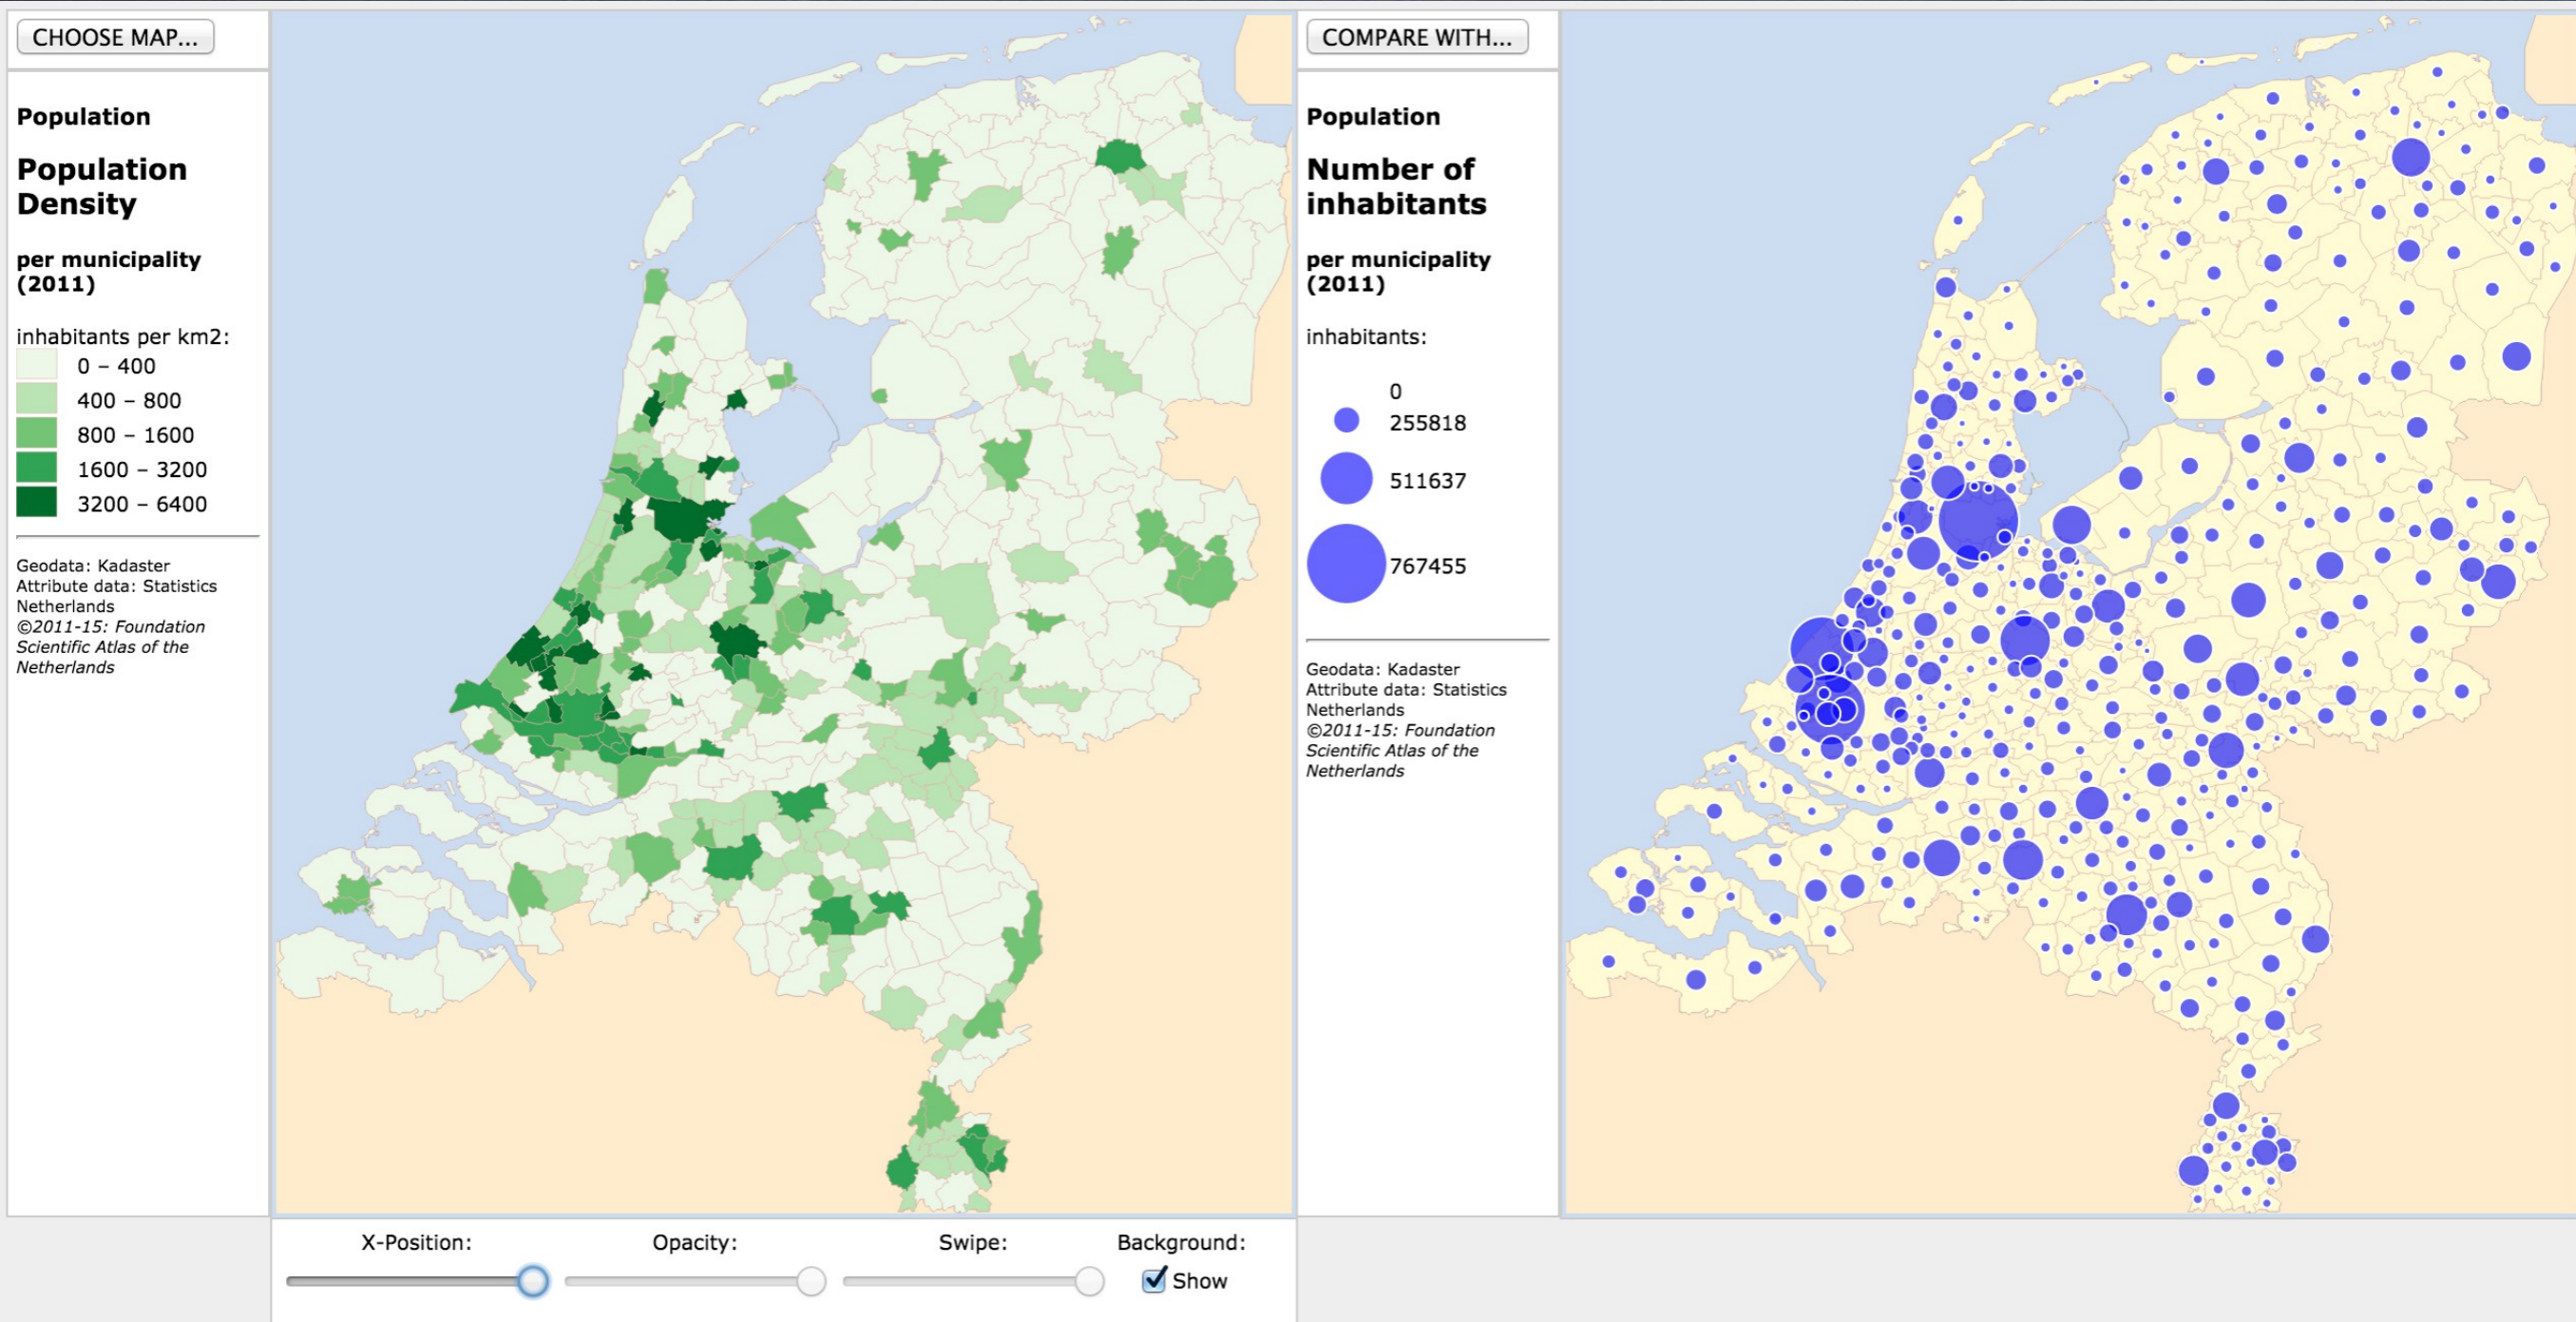 CHOOSE MAP...
Population
Population
Density
per municipality
(2011)
inhabitants per km2:
0 – 400
400 – 800
800 – 1600
1600 – 3200
3200 – 6400
Geodata: Kadaster
Attribute data: Statistics
Netherlands
©2011-15: Foundation
Scientific Atlas of the
Netherlands
COMPARE WITH...
Population
Number of
inhabitants
per municipality
(2011)
inhabitants:
0
255818
511637
767455
Geodata: Kadaster
Attribute data: Statistics
Netherlands
©2011-15: Foundation
Scientific Atlas of the
Netherlands
X-Position:
Opacity:
Swipe:
Background:
Show